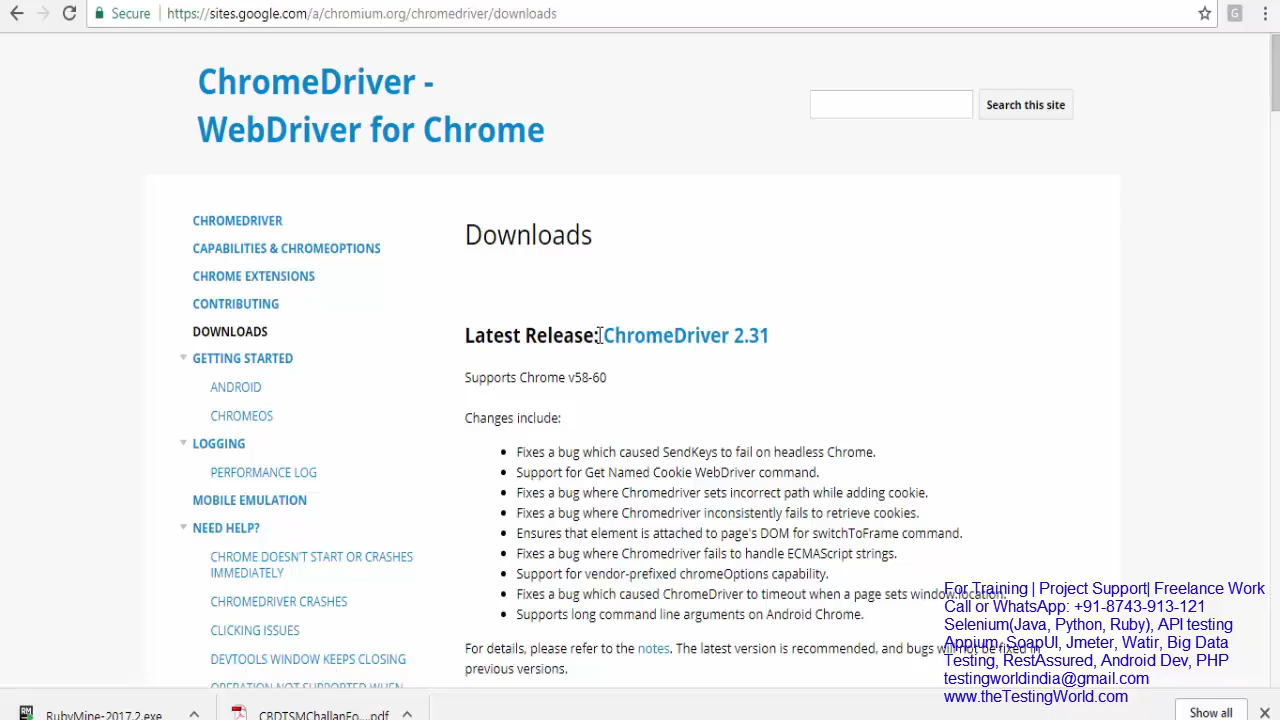 Secure
https://sites.google.com/a/chromium.org/chromedriver/downloads
G
ChromeDriver -
WebDriver for Chrome
Search this site
CHROMEDRIVER
CAPABILITIES & CHROMEOPTIONS
CHROME EXTENSIONS
CONTRIBUTING
DOWNLOADS
GETTING STARTED
ANDROID
CHROMEOS
LOGGING
PERFORMANCE LOG
MOBILE EMULATION
NEED HELP?
CHROME DOESN'T START OR CRASHES
IMMEDIATELY
CHROMEDRIVER CRASHES
CLICKING ISSUES
DEVTOOLS WINDOW KEEPS CLOSING
OPERATION NOT SUPPORTED WHEN
Downloads
Latest Release: ChromeDriver 2.31
Supports Chrome v58-60
Changes include:
Fixes a bug which caused SendKeys to fail on headless Chrome.
Support for Get Named Cookie WebDriver command.
Fixes a bug where Chromedriver sets incorrect path while adding cookie.
Fixes a bug where Chromedriver inconsistently fails to retrieve cookies.
Ensures that element is attached to page's DOM for switchToFrame command.
Fixes a bug where Chromedriver fails to handle ECMAScript strings.
Support for vendor-prefixed chromeOptions capability.
Fixes a bug which caused ChromeDriver to timeout when a page sets window.location.
Supports long command line arguments on Android Chrome.
For details, please refer to the notes. The latest version is recommended, and bugs will not be fixed in
previous versions.
For Training | Project Support| Freelance Work
Call or WhatsApp: +91-8743-913-121
Selenium(Java, Python, Ruby), API testing
Appium, SoapUI, Jmeter, Watir, Big Data
Testing, RestAssured, Android Dev, PHP
testingworldindia@gmail.com
www.theTestingWorld.com
RM
RubyMine-2017.2.exe
CBDTSMChallanFo....pdf
Show all